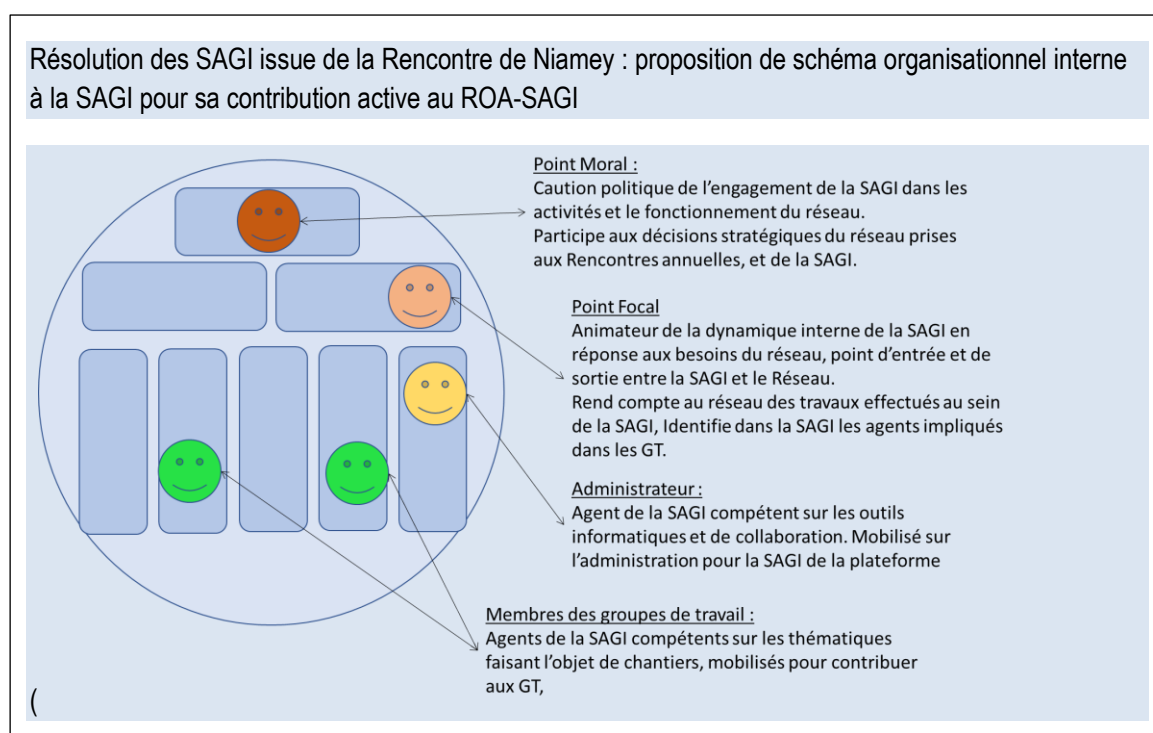 Résolution des SAGI issue de la Rencontre de Niamey : proposition de schéma organisationnel interne
à la SAGI pour sa contribution active au ROA-SAGI
Point Moral :
Caution politique de l’engagement de la SAGI dans les
activités et le fonctionnement du réseau.
Participe aux décisions stratégiques du réseau prises
aux Rencontres annuelles, et de la SAGI.
Point Focal
Animateur de la dynamique interne de la SAGI en
réponse aux besoins du réseau, point d’entrée et de
sortie entre la SAGI et le Réseau.
Rend compte au réseau des travaux effectués au sein
de la SAGI, Identifie dans la SAGI les agents impliqués
dans les GT.
Administrateur :
Agent de la SAGI compétent sur les outils
informatiques et de collaboration. Mobilisé sur
l’administration pour la SAGI de la plateforme
Membres des groupes de travail :
Agents de la SAGI compétents sur les thématiques
faisant l’objet de chantiers, mobilisés pour contribuer
aux GT,
(